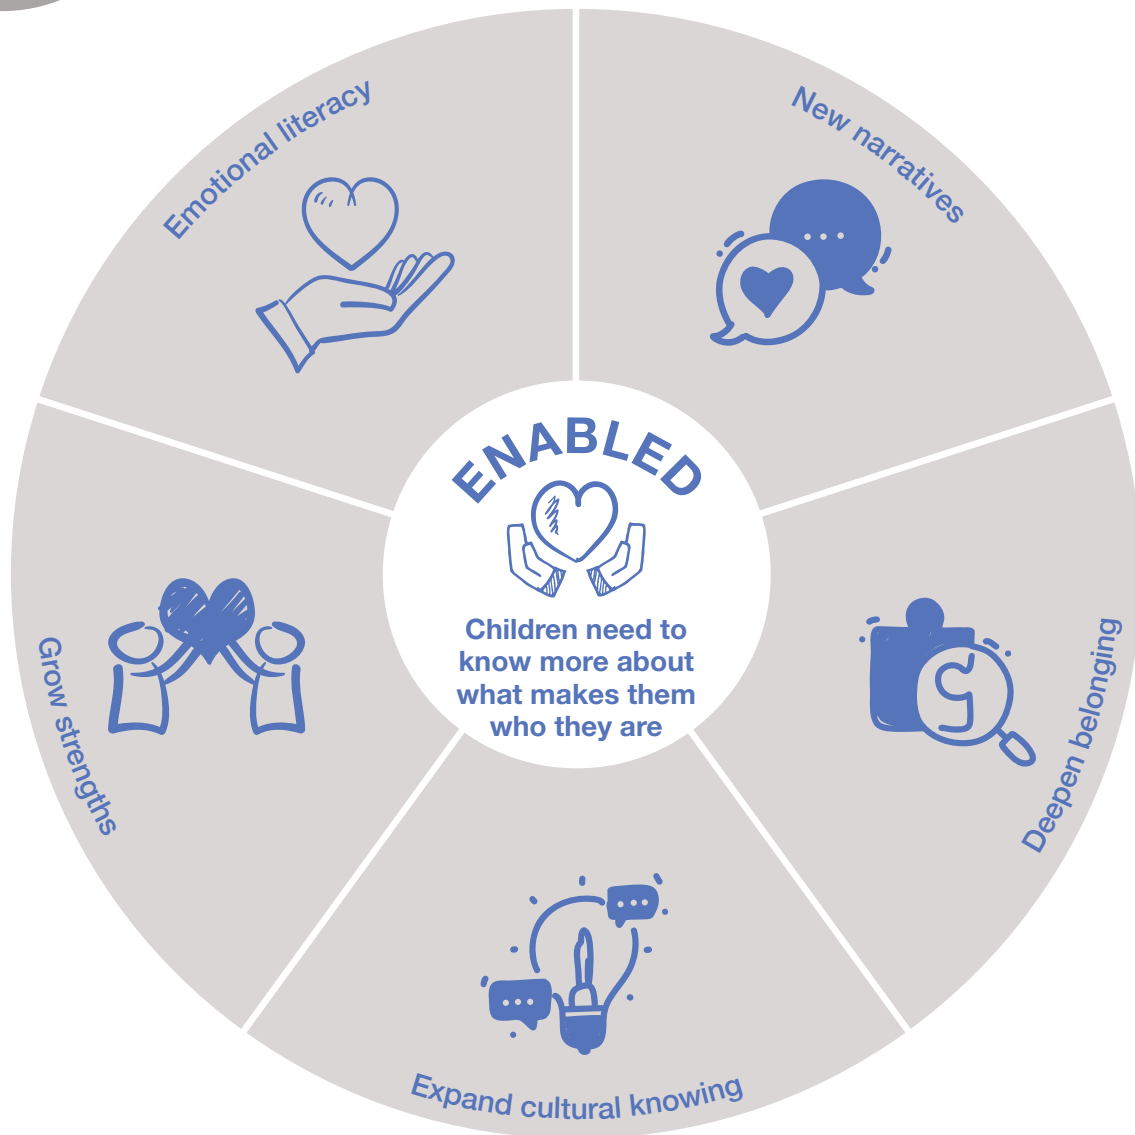 Emotional literacy
New narratives
ENABLED
Children need to
know more about
what makes them
who they are
Grow strengths
Deepen belonging
Expand cultural knowing